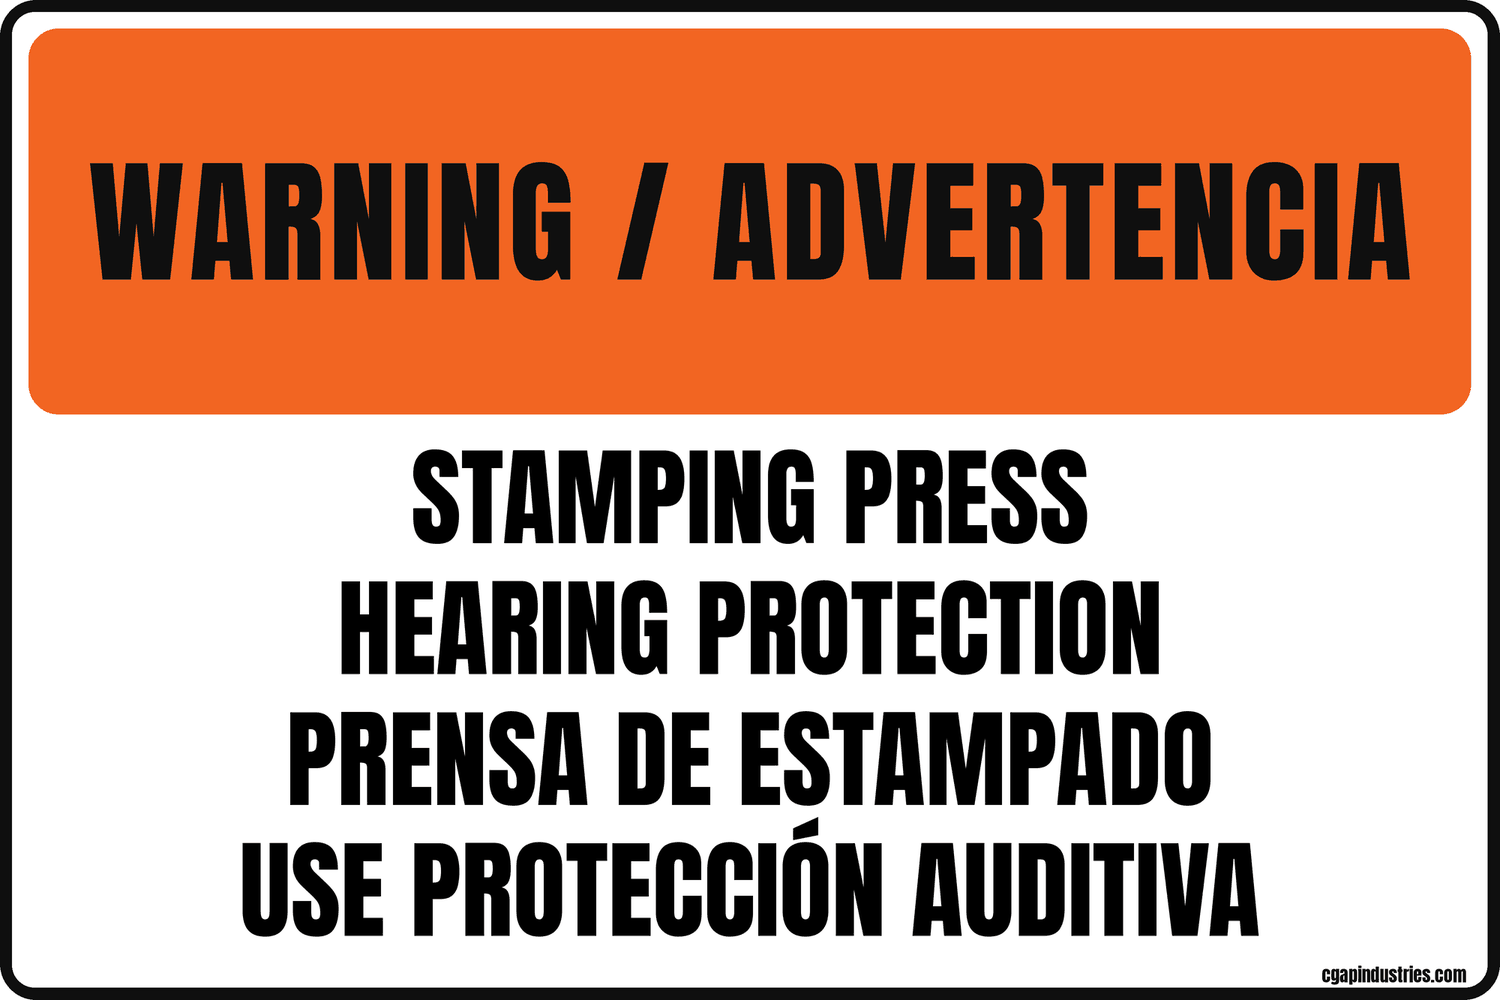 WARNING / ADVERTENCIA
STAMPING PRESS
HEARING PROTECTION
PRENSA DE ESTAMPADO
USE PROTECCIÓN AUDITIVA
cgapindustries.com